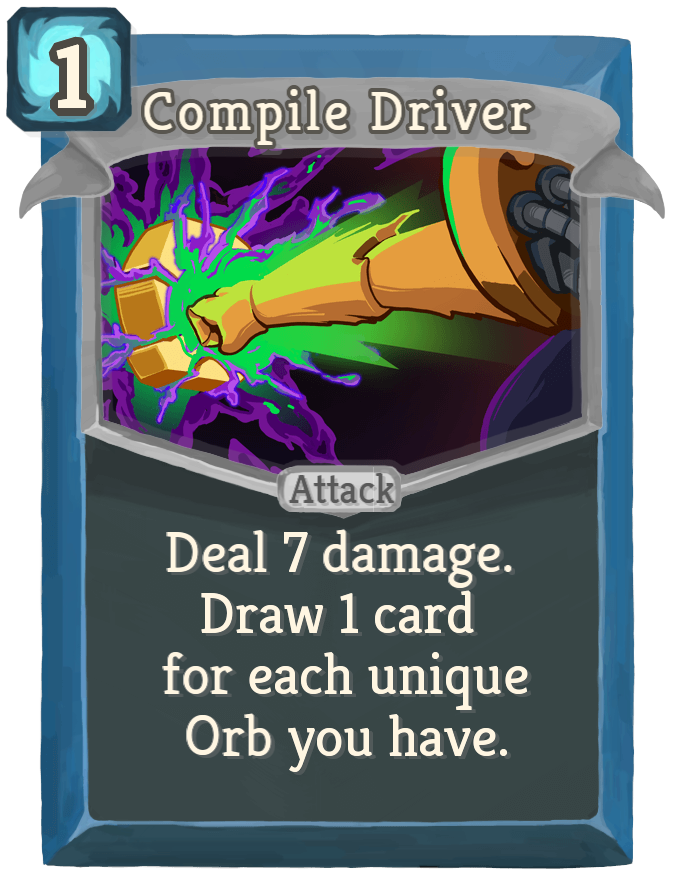 1
Compile Driver
Attack
Deal 7 damage.
Draw 1 card
for each unique
Orb you have.